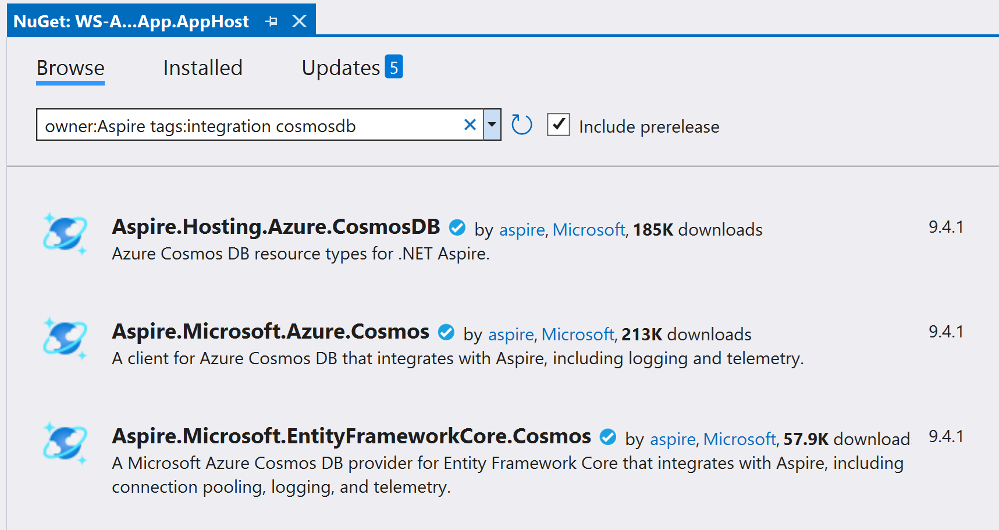 NuGet: WS-A...App.AppHost
Browse Installed Updates 5
owner:Aspire tags:integration cosmosdb Include prerelease
Aspire.Hosting.Azure.CosmosDB by aspire, Microsoft, 185K downloads 9.4.1
Azure Cosmos DB resource types for .NET Aspire.
Aspire.Microsoft.Azure.Cosmos by aspire, Microsoft, 213K downloads 9.4.1
A client for Azure Cosmos DB that integrates with Aspire, including logging and telemetry.
Aspire.Microsoft.EntityFrameworkCore.Cosmos by aspire, Microsoft, 57.9K download 9.4.1
A Microsoft Azure Cosmos DB provider for Entity Framework Core that integrates with Aspire, including
connection pooling, logging, and telemetry.